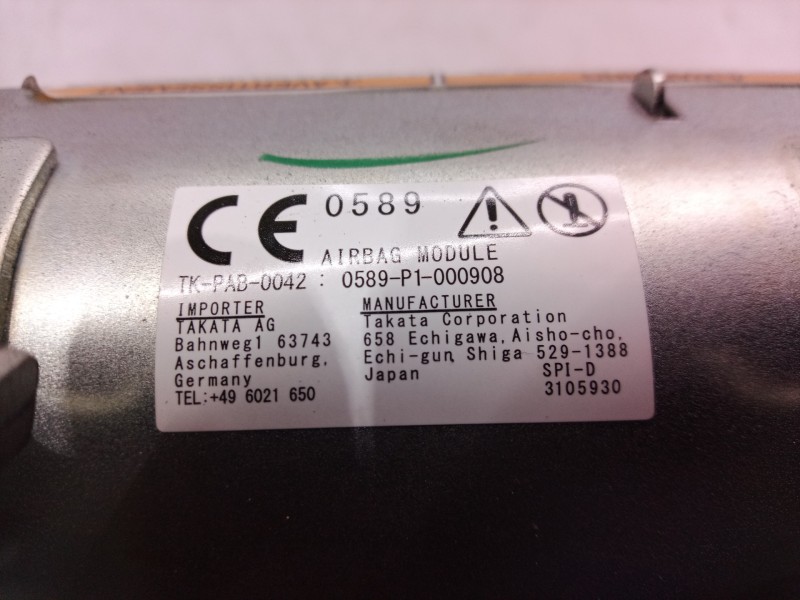 CE 0589
AIRBAG MODULE
TK-PAB-0042 : 0589-P1-000908
IMPORTER
TAKATA AG
Bahnweg1 63743
Aschaffenburg,
Germany
TEL:+49 6021 650
MANUFACTURER
Takata Corporation
658 Echigawa, Aisho-cho,
Echi-gun, Shiga 529-1388
Japan SPI-D
3105930